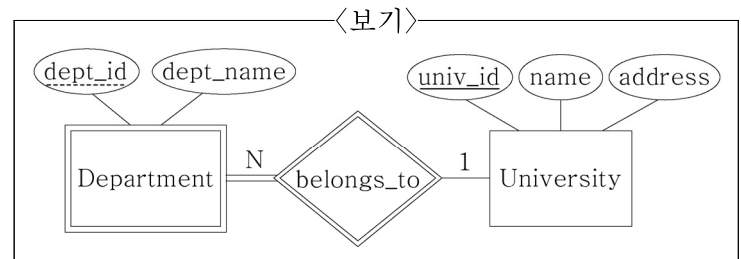 <보기>
dept_id dept_name univ_id name address
Department N belongs_to 1 University